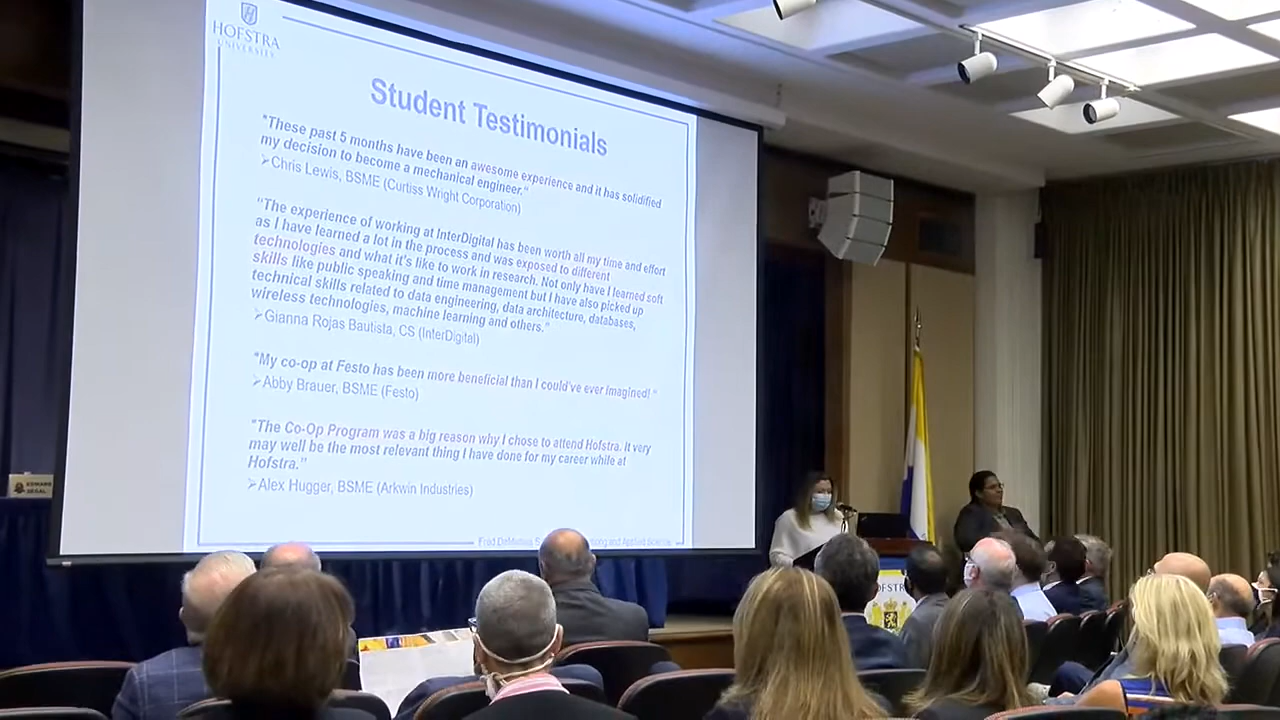 HOFSTRA
UNIVERSITY
Student Testimonials
"These past 5 months have been an awesome experience and it has solidified
my decision to become a mechanical engineer."
➢Chris Lewis, BSME (Curtiss Wright Corporation)
"The experience of working at InterDigital has been worth all my time and effort
as I have learned a lot in the process and was exposed to different
technologies and what it's like to work in research. Not only have I learned soft
skills like public speaking and time management but I have also picked up
technical skills related to data engineering, data architecture, databases,
wireless technologies, machine learning and others."
➢Gianna Rojas Bautista, CS (InterDigital)
"My co-op at Festo has been more beneficial than I could've ever imagined! "
➢Abby Brauer, BSME (Festo)
"The Co-Op Program was a big reason why I chose to attend Hofstra. It very
may well be the most relevant thing I have done for my career while at
Hofstra."
➢Alex Hugger, BSME (Arkwin Industries)
Fred DeMatteis and Applied Science
EDWARD
SEGAL
OFSTR